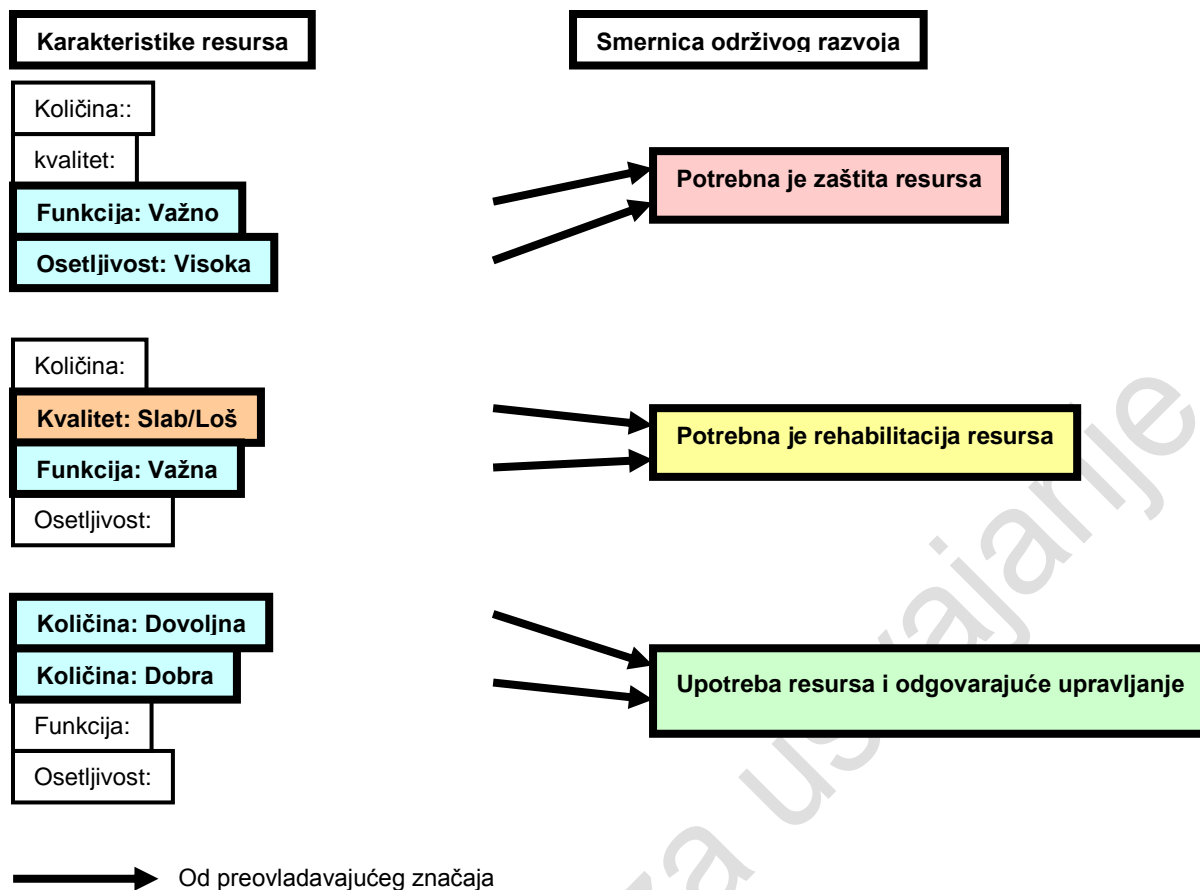 Karakteristike resursa
Smernica održivog razvoja
Količina::
kvalitet:
Funkcija: Važno
Osetljivost: Visoka
Potrebna je zaštita resursa
Količina:
Kvalitet: Slab/Loš
Funkcija: Važna
Osetljivost:
Potrebna je rehabilitacija resursa
Količina: Dovoljna
Količina: Dobra
Funkcija:
Osetljivost:
Upotreba resursa i odgovarajuće upravljanje
Od preovladavajućeg značaja
za usvajanje